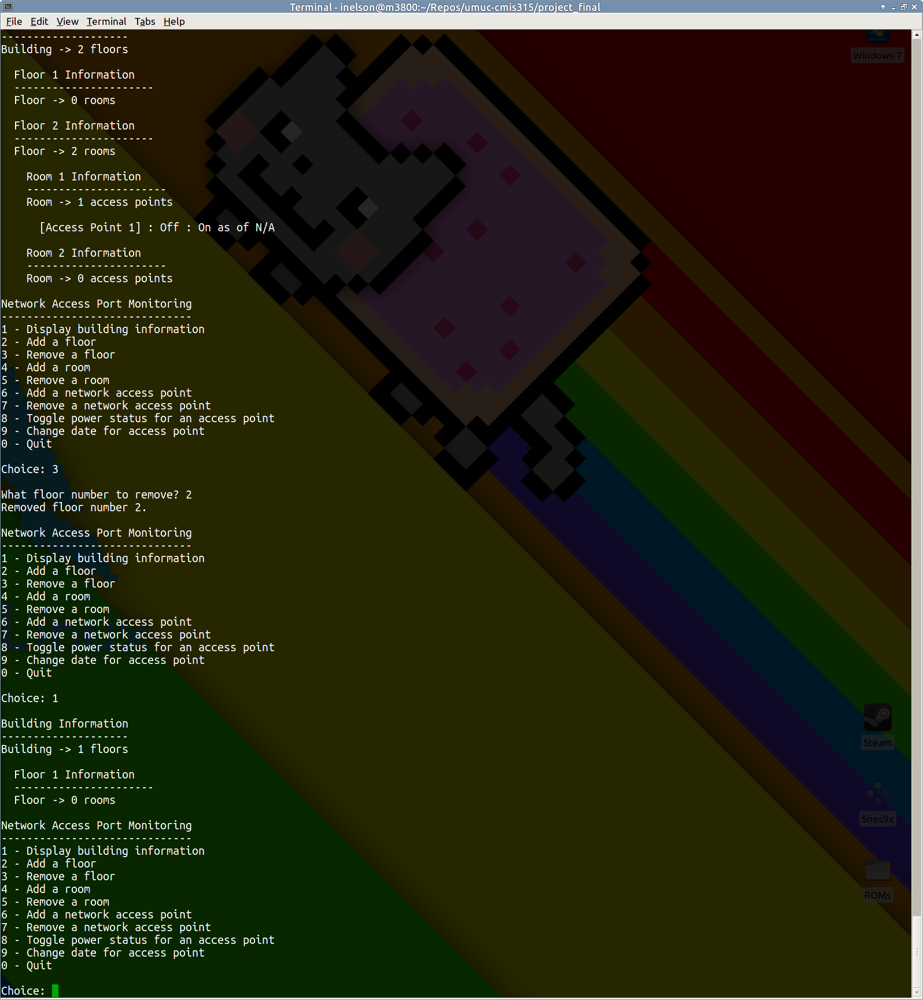 Terminal - inelson@m3800:~/Repos/umuc-cmis315/project_final
File Edit View Terminal Tabs Help
--------------------
Building -> 2 floors
Floor 1 Information
----------------------
Floor -> 0 rooms
Floor 2 Information
----------------------
Floor -> 2 rooms
Room 1 Information
----------------------
Room -> 1 access points
[Access Point 1] : Off : On as of N/A
Room 2 Information
----------------------
Room -> 0 access points
Network Access Port Monitoring
------------------------------
1 - Display building information
2 - Add a floor
3 - Remove a floor
4 - Add a room
5 - Remove a room
6 - Add a network access point
7 - Remove a network access point
8 - Toggle power status for an access point
9 - Change date for access point
0 - Quit
Choice: 3
What floor number to remove? 2
Removed floor number 2.
Network Access Port Monitoring
------------------------------
1 - Display building information
2 - Add a floor
3 - Remove a floor
4 - Add a room
5 - Remove a room
6 - Add a network access point
7 - Remove a network access point
8 - Toggle power status for an access point
9 - Change date for access point
0 - Quit
Choice: 1
Building Information
--------------------
Building -> 1 floors
Floor 1 Information
----------------------
Floor -> 0 rooms
Network Access Port Monitoring
------------------------------
1 - Display building information
2 - Add a floor
3 - Remove a floor
4 - Add a room
5 - Remove a room
6 - Add a network access point
7 - Remove a network access point
8 - Toggle power status for an access point
9 - Change date for access point
0 - Quit
Choice:
Windows 7
Steam
Snes9x
ROMs